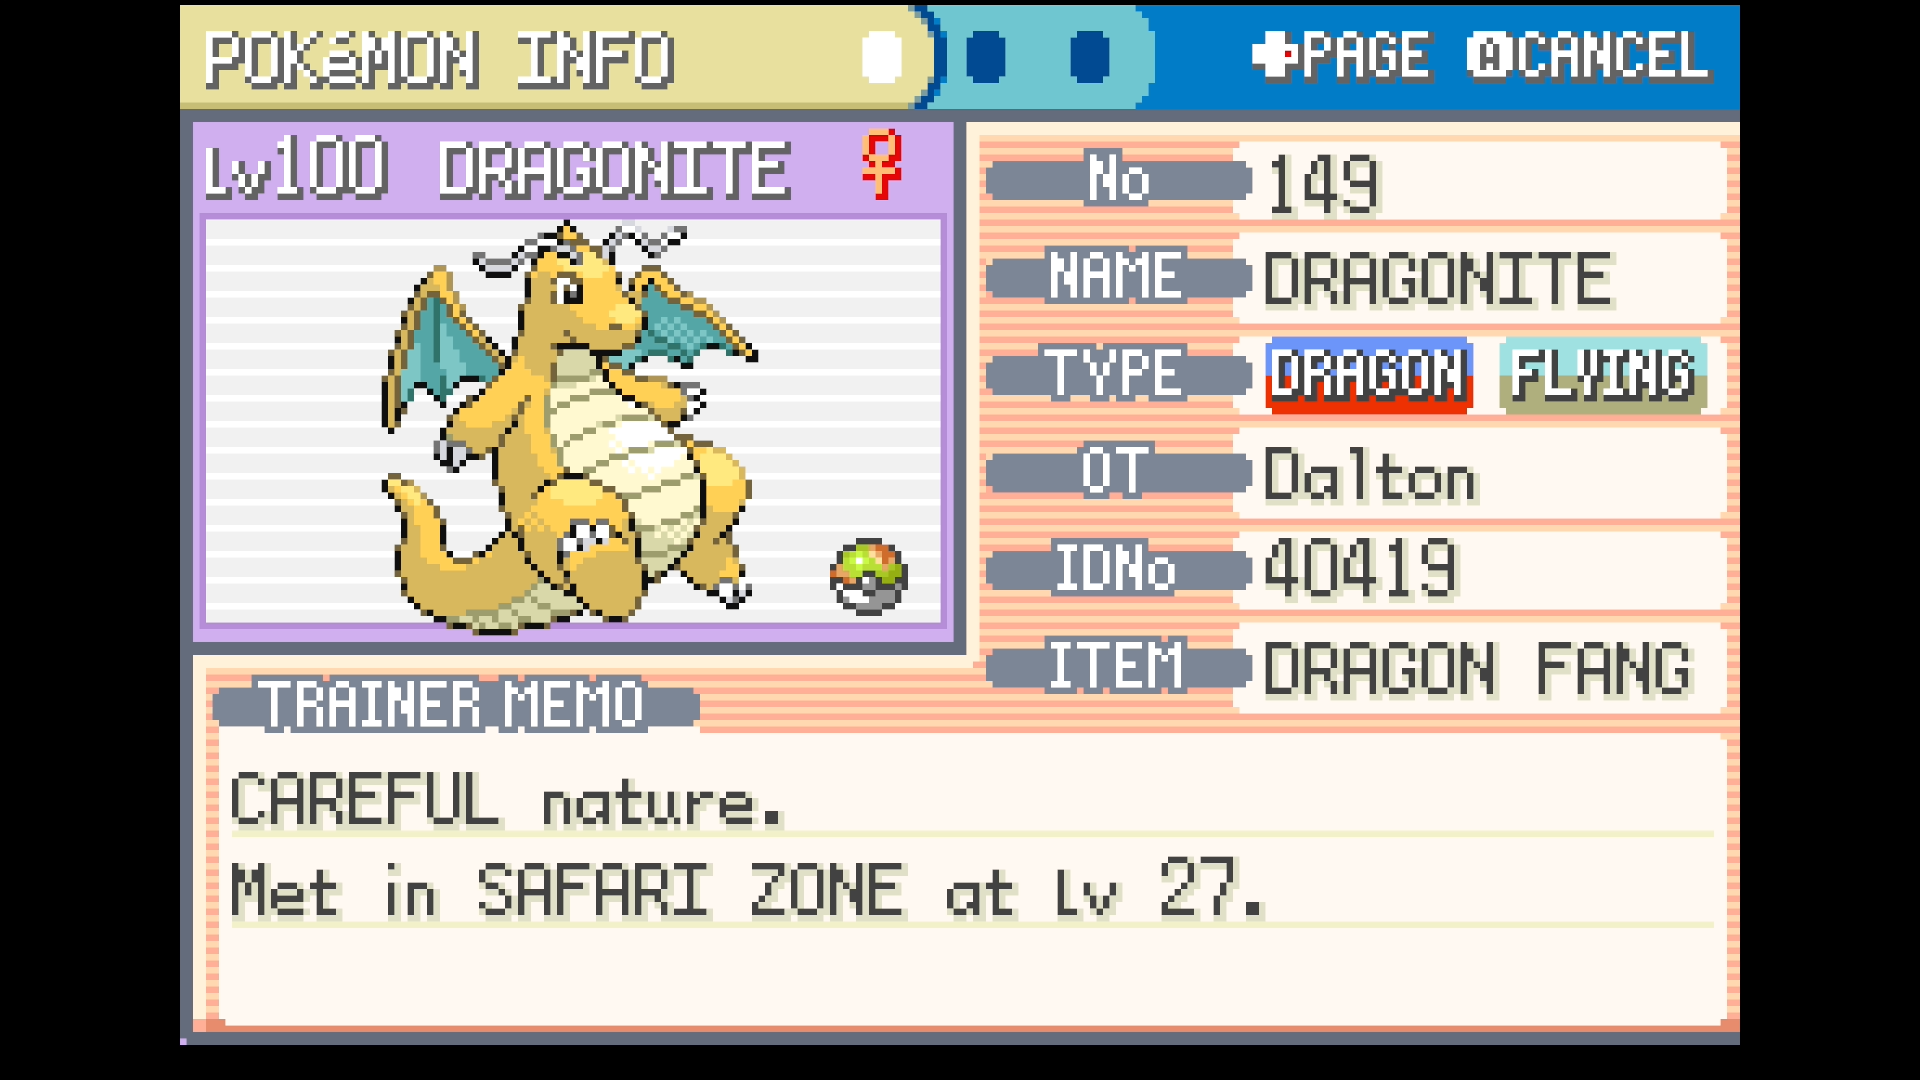 POKéMON INFO
PAGE
A CANCEL
Lv100 DRAGONITE ♀
No 149
NAME DRAGONITE
TYPE DRAGON FLYING
OT Dalton
IDNo 40419
ITEM DRAGON FANG
TRAINER MEMO
CAREFUL nature.
Met in SAFARI ZONE at Lv 27.